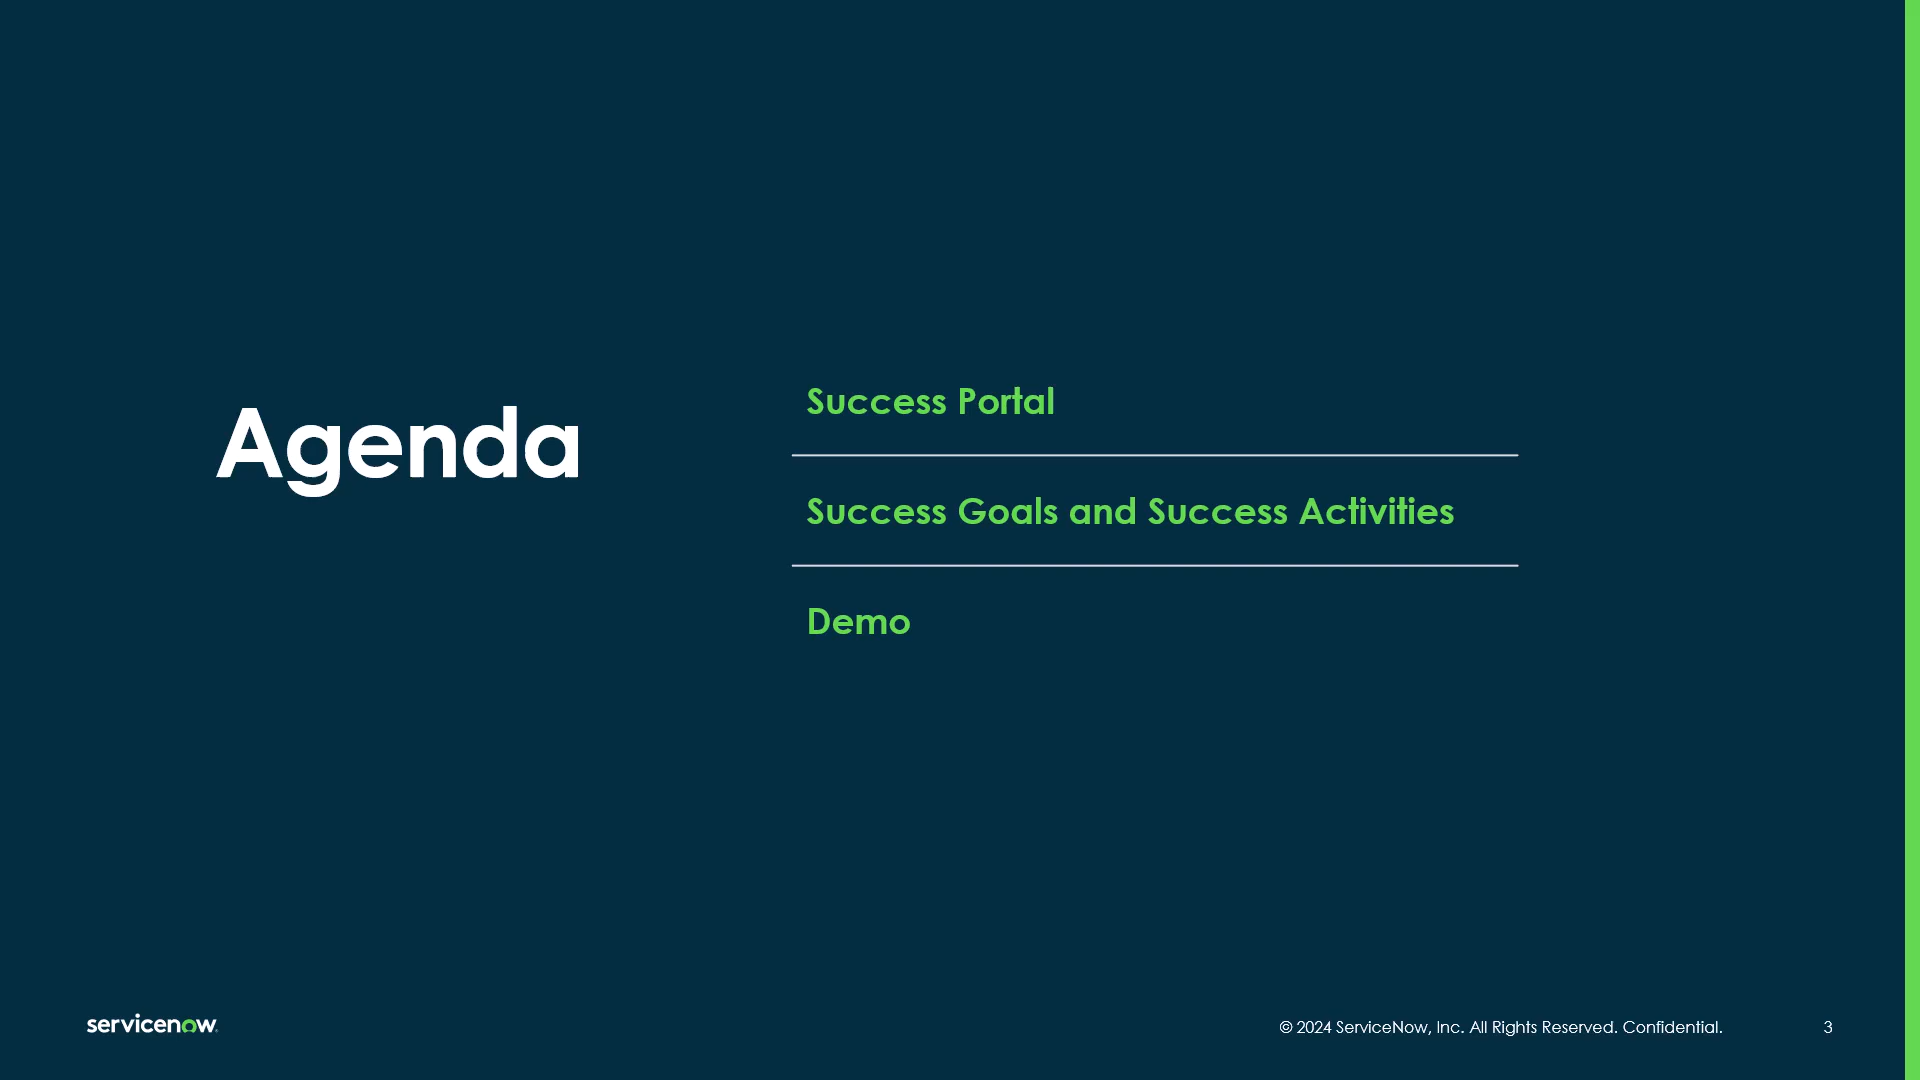 Agenda
Success Portal
Success Goals and Success Activities
Demo
servicenow
© 2024 ServiceNow, Inc. All Rights Reserved. Confidential.
3